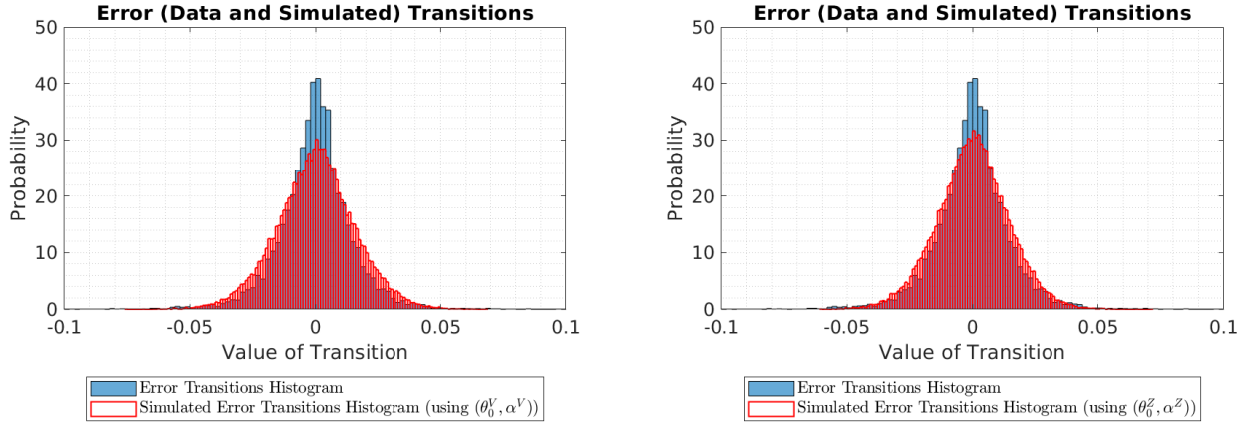 Error (Data and Simulated) Transitions
50
40
30
20
10
0
Probability
-0.1
-0.05
0
0.05
0.1
Value of Transition
Error Transitions Histogram
Simulated Error Transitions Histogram (using (θ₀^V, α^V))
Error (Data and Simulated) Transitions
50
40
30
20
10
0
Probability
-0.1
-0.05
0
0.05
0.1
Value of Transition
Error Transitions Histogram
Simulated Error Transitions Histogram (using (θ₀^Z, α^Z))